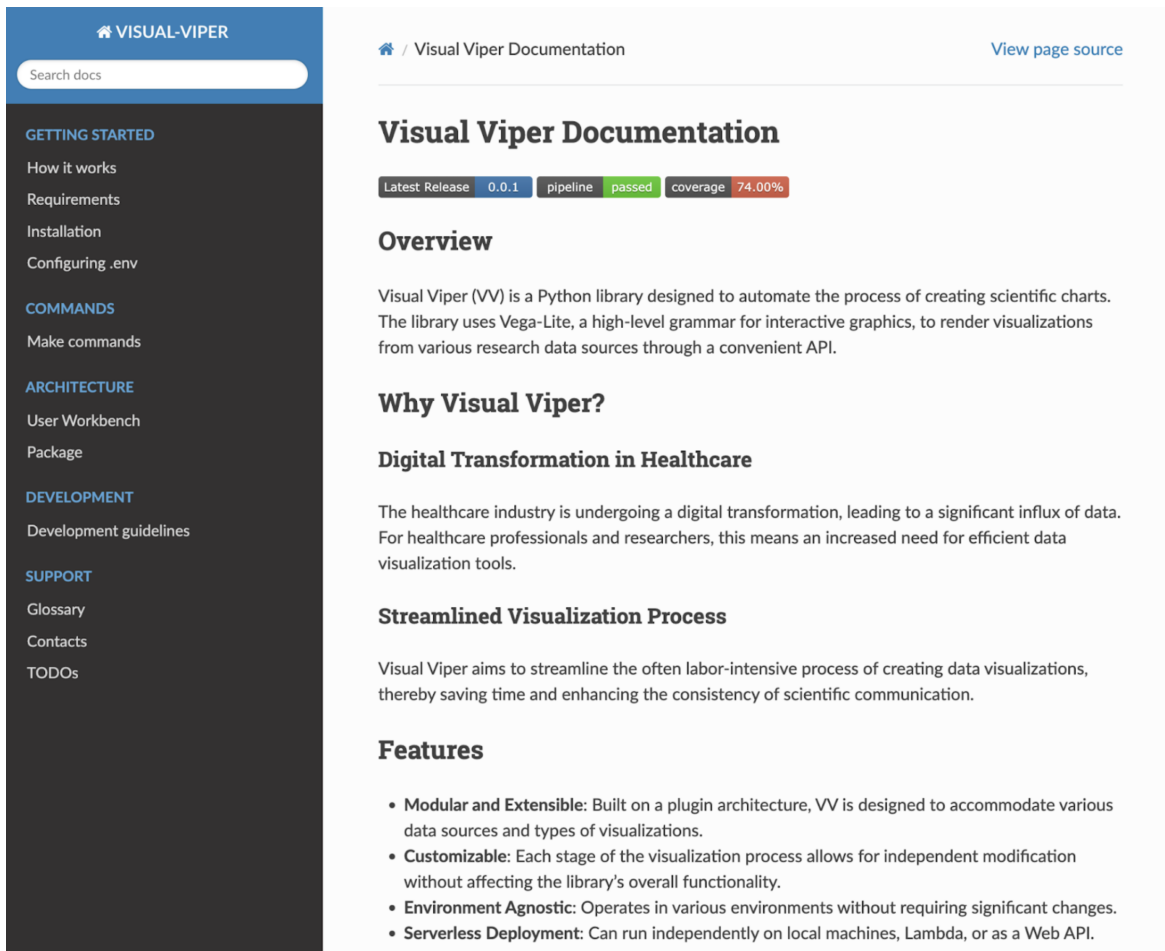 VISUAL-VIPER
Search docs
GETTING STARTED
How it works
Requirements
Installation
Configuring .env
COMMANDS
Make commands
ARCHITECTURE
User Workbench
Package
DEVELOPMENT
Development guidelines
SUPPORT
Glossary
Contacts
TODOs
/ Visual Viper Documentation
View page source
Visual Viper Documentation
Latest Release 0.0.1 pipeline passed coverage 74.00%
Overview
Visual Viper (VV) is a Python library designed to automate the process of creating scientific charts.
The library uses Vega-Lite, a high-level grammar for interactive graphics, to render visualizations
from various research data sources through a convenient API.
Why Visual Viper?
Digital Transformation in Healthcare
The healthcare industry is undergoing a digital transformation, leading to a significant influx of data.
For healthcare professionals and researchers, this means an increased need for efficient data
visualization tools.
Streamlined Visualization Process
Visual Viper aims to streamline the often labor-intensive process of creating data visualizations,
thereby saving time and enhancing the consistency of scientific communication.
Features
• Modular and Extensible: Built on a plugin architecture, VV is designed to accommodate various
data sources and types of visualizations.
• Customizable: Each stage of the visualization process allows for independent modification
without affecting the library's overall functionality.
• Environment Agnostic: Operates in various environments without requiring significant changes.
• Serverless Deployment: Can run independently on local machines, Lambda, or as a Web API.